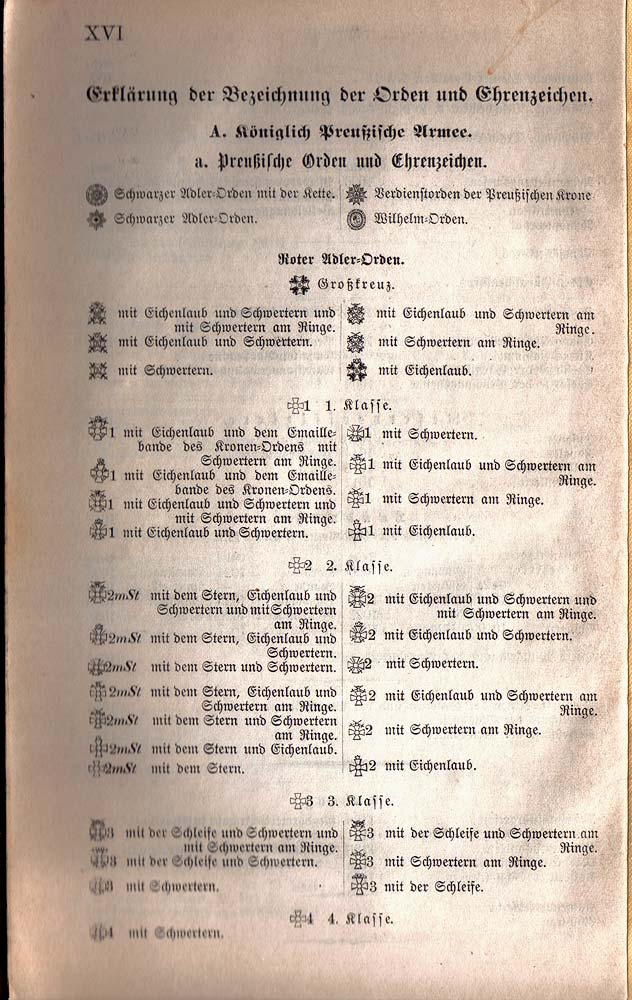 XVI
Erklärung der Bezeichnung der Orden und Ehrenzeichen.
A. Königlich Preußische Armee.
a. Preußische Orden und Ehrenzeichen.
Schwarzer Adler-Orden mit der Kette.
Schwarzer Adler-Orden.
Verdienstorden der Preußischen Krone
Wilhelm-Orden.
Roter Adler-Orden.
Großkreuz.
mit Eichenlaub und Schwertern und
mit Schwertern am Ringe.
mit Eichenlaub und Schwertern.
mit Schwertern.
mit Eichenlaub und Schwertern am
Ringe.
mit Schwertern am Ringe.
mit Eichenlaub.
1 1. Klasse.
1 mit Eichenlaub und dem Emaille-
bande des Kronen-Ordens mit
Schwertern am Ringe.
1 mit Eichenlaub und dem Emaille-
bande des Kronen-Ordens.
1 mit Eichenlaub und Schwertern und
mit Schwertern am Ringe.
1 mit Eichenlaub und Schwertern.
1 mit Schwertern.
1 mit Eichenlaub und Schwertern am
Ringe.
1 mit Schwertern am Ringe.
1 mit Eichenlaub.
2 2. Klasse.
2mSt mit dem Stern, Eichenlaub und
Schwertern und mit Schwertern
am Ringe.
2mSt mit dem Stern, Eichenlaub und
Schwertern.
2mSt mit dem Stern und Schwertern.
2mSt mit dem Stern, Eichenlaub und
Schwertern am Ringe.
2mSt mit dem Stern und Schwertern
am Ringe.
2mSt mit dem Stern und Eichenlaub.
2mSt mit dem Stern.
2 mit Eichenlaub und Schwertern und
mit Schwertern am Ringe.
2 mit Eichenlaub und Schwertern.
2 mit Schwertern.
2 mit Eichenlaub und Schwertern am
Ringe.
2 mit Schwertern am Ringe.
2 mit Eichenlaub.
3 3. Klasse.
3 mit der Schleife und Schwertern und
mit Schwertern am Ringe.
3 mit der Schleife und Schwertern.
3 mit Schwertern.
3 mit der Schleife und Schwertern am
Ringe.
3 mit Schwertern am Ringe.
3 mit der Schleife.
4 4. Klasse.
4 mit Schwertern.